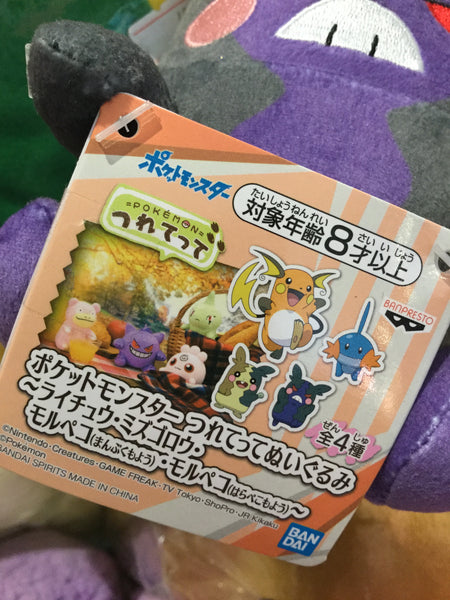 ポケットモンスター
=POKÉMON=
つれてって
たいしょうねんれい さいいじょう
対象年齢8才以上
BANPRESTO
ぜんしゅ
全4種
ポケットモンスター つれてってぬいぐるみ
~ライチュウ・ミズゴロウ・
モルペコ(まんぷくもよう)・モルペコ(はらぺこもよう)~
©Nintendo・Creatures・GAME FREAK・TV Tokyo・ShoPro・JR Kikaku
©Pokémon
BANDAI SPIRITS MADE IN CHINA
BAN
DAI